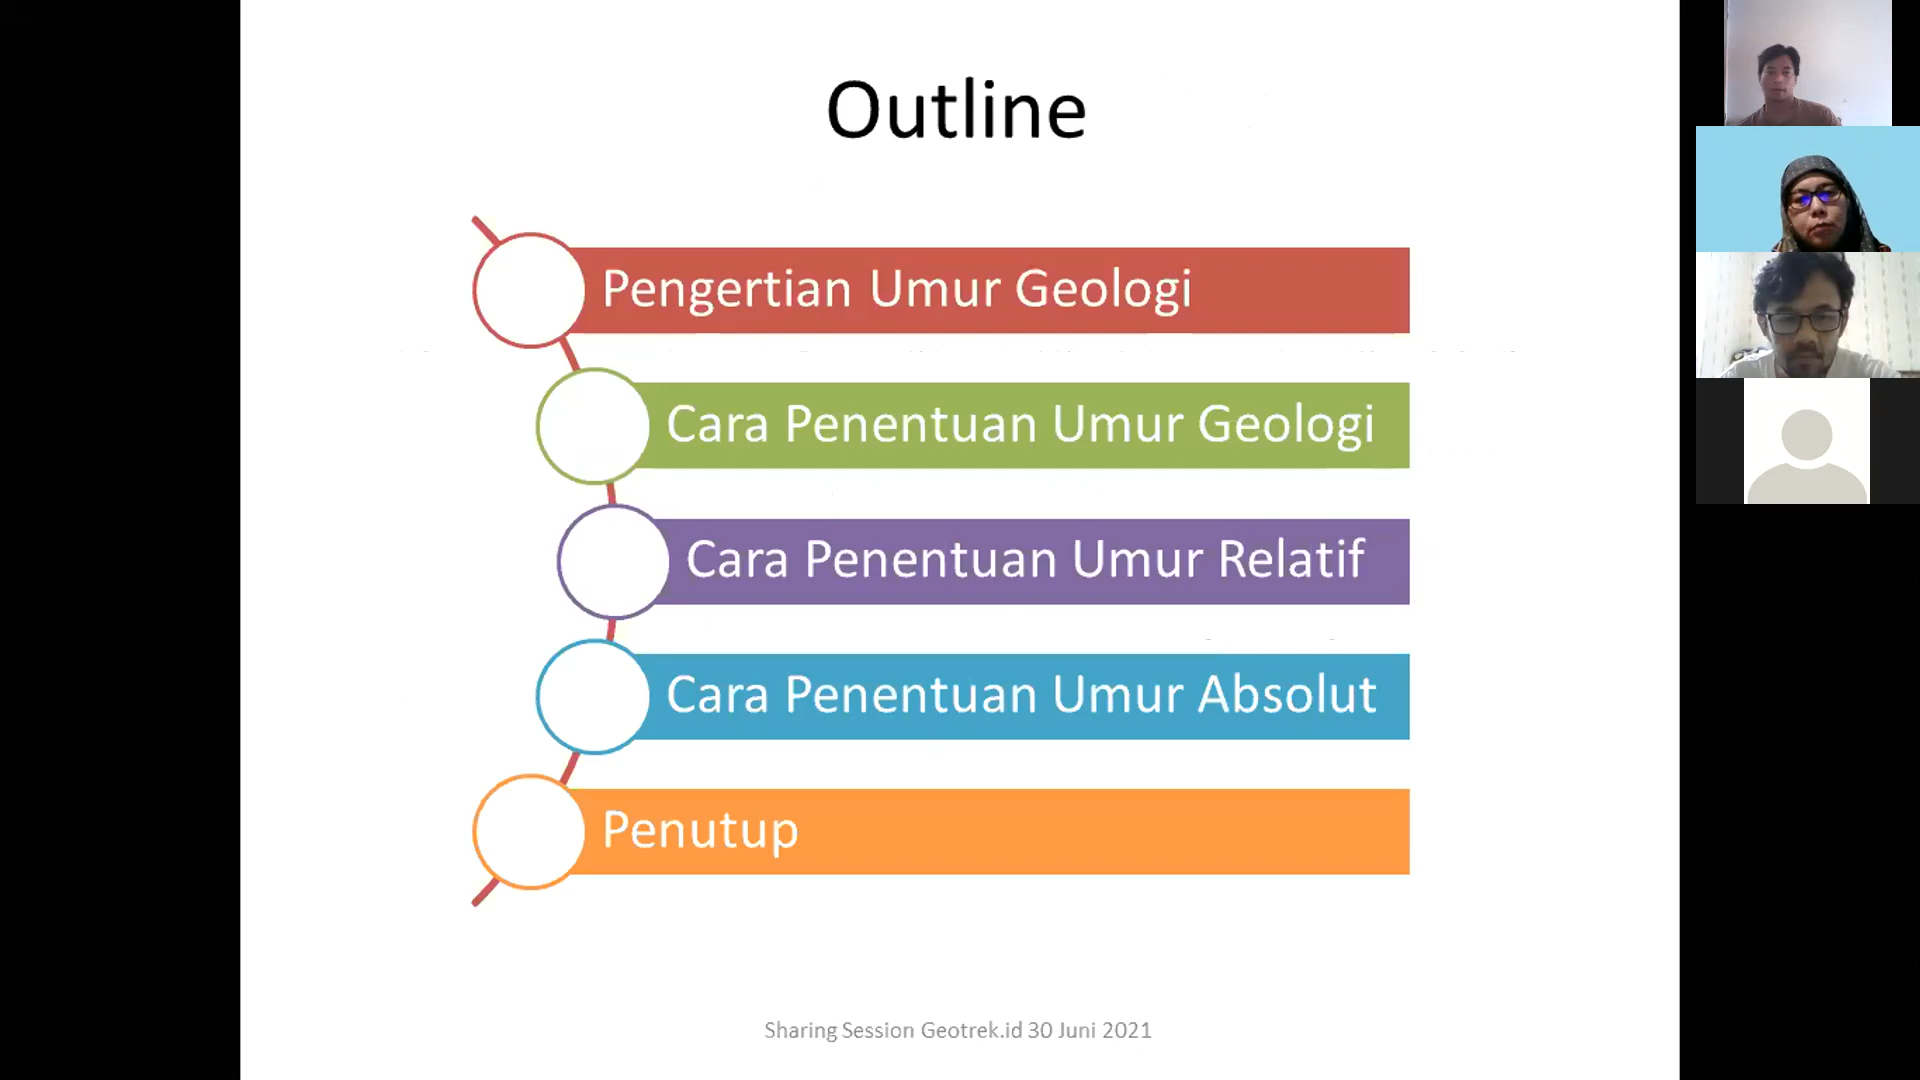 Outline
Pengertian Umur Geologi
Cara Penentuan Umur Geologi
Cara Penentuan Umur Relatif
Cara Penentuan Umur Absolut
Penutup
Sharing Session Geotrek.id 30 Juni 2021